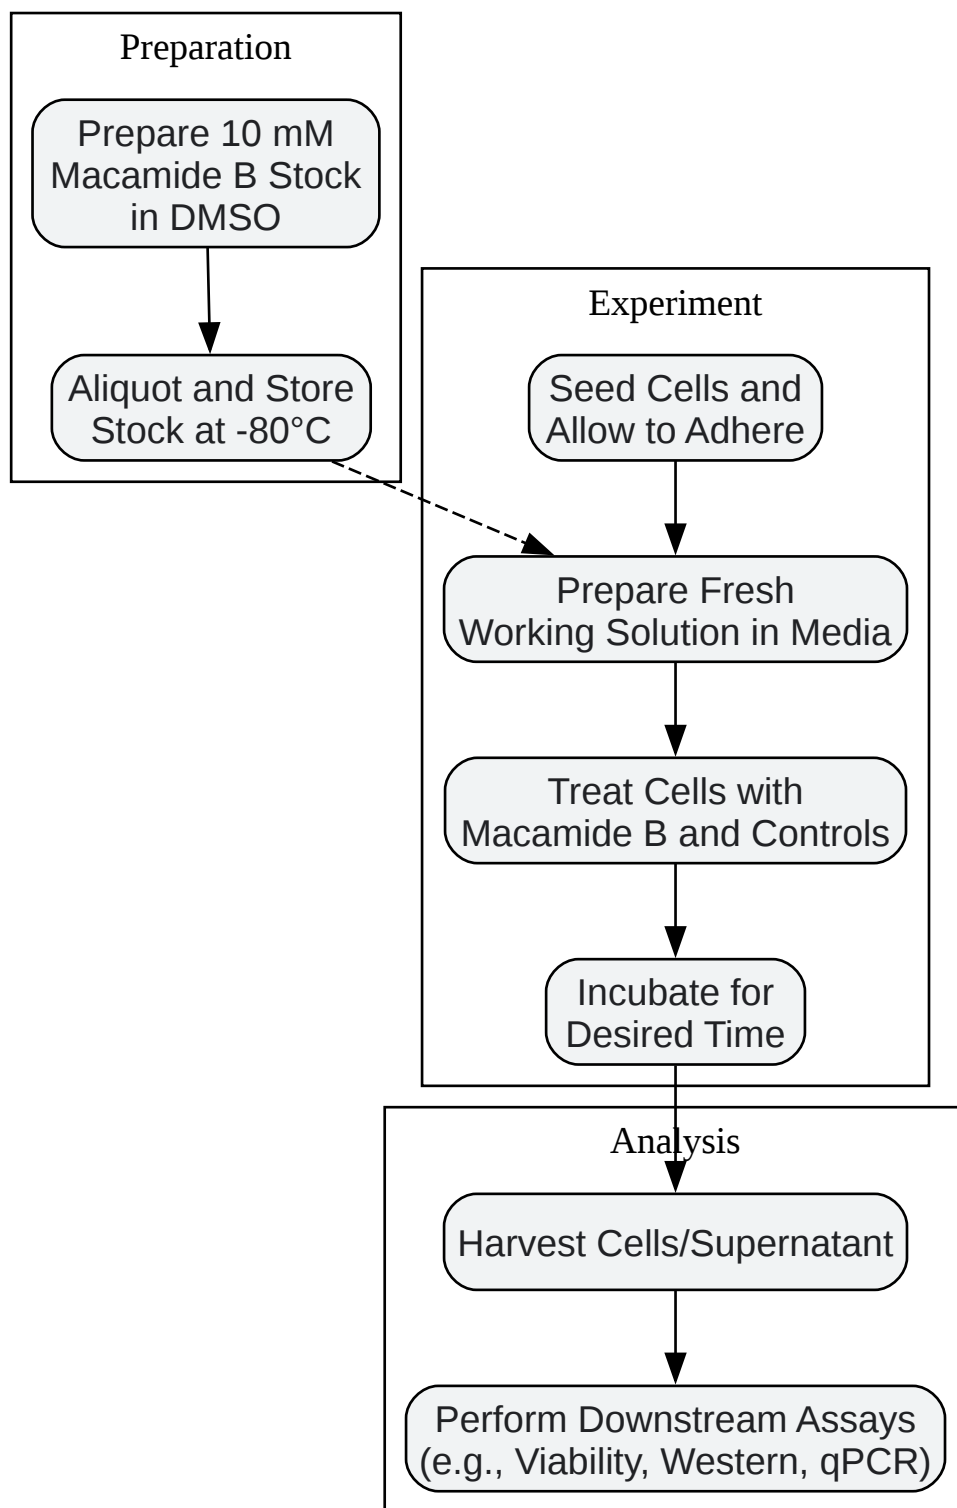 Preparation
Prepare 10 mM
Macamide B Stock
in DMSO
Aliquot and Store
Stock at -80°C
Experiment
Seed Cells and
Allow to Adhere
Prepare Fresh
Working Solution in Media
Treat Cells with
Macamide B and Controls
Incubate for
Desired Time
Analysis
Harvest Cells/Supernatant
Perform Downstream Assays
(e.g., Viability, Western, qPCR)